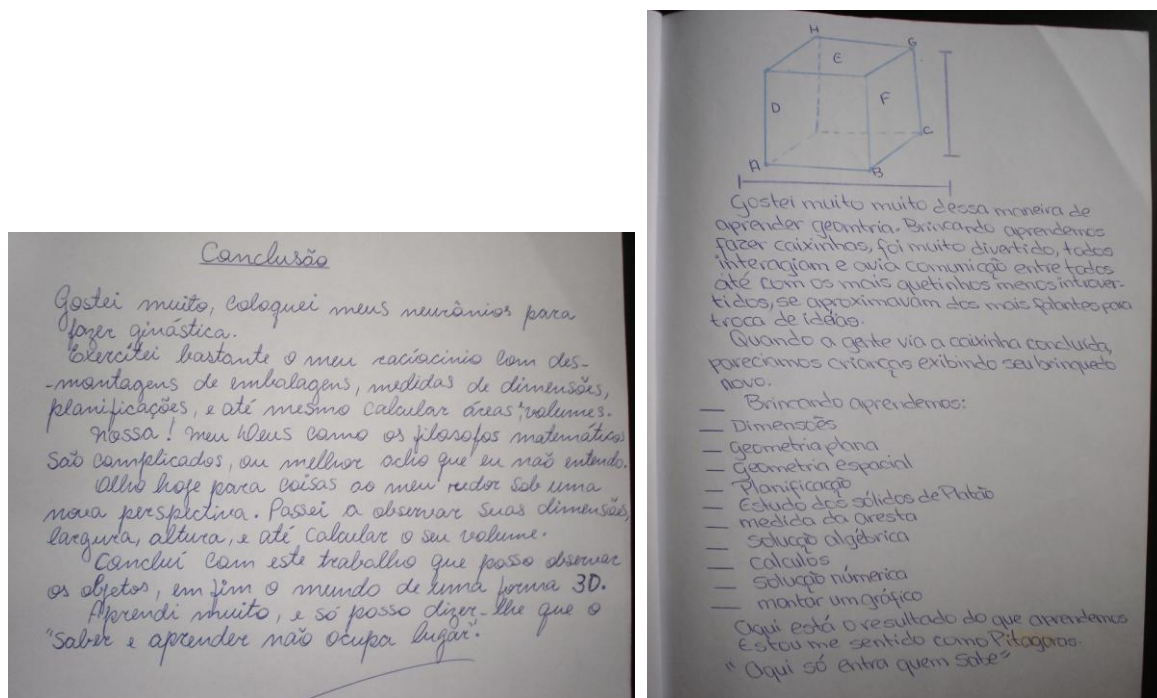 Conclusão
Gostei muito, coloquei meus neurônios para
fazer ginástica.
Exercitei bastante o meu raciacinio com des-
-montagens de embalagens, medidas de dimensões,
planificações, e até mesmo calcular áreas, volumes.
Nossa! meu Deus como os filosofos matemáticos
são complicados, ou melhor acho que eu não entendo.
Olho hoje para coisas ao meu redor sob uma
nova perspectiva. Passei a observar suas dimensão,
largura, altura, e até calcular o seu volume.
Concluí com este trabalho que posso observar
os objetos, em fim o mundo de uma forma 3D.
Aprendi muito, e só posso dizer-lhe que o
"saber e aprender não ocupa lugar".
H
G
E
D
F
C
A
B
Gostei muito muito dessa maneira de
aprender geomtria. Brincando aprendemos
fazer caixinhas, foi muito divertido, todos
interagiam e avia comunicação entre todos
até com os mais quetinhos menos introver-
tidos, se aproximavam dos mais falantes para
troca de idéias.
Quando a gente via a caixinha concluída,
pareciamos crianças exibindo seu brinquedo
novo.
Brincando aprendemos:
— Dimensões
— Geometria plana
— Geometria espacial
— Planificação
— Estudo dos sólidos de Platão
— medida da aresta
— solução algébrica
— calculos
— solução númerica
— montar um gráfico
Aqui está o resultado do que aprendemos
Estou me sentido como Pitagoras.
"Aqui só entra quem sabe"